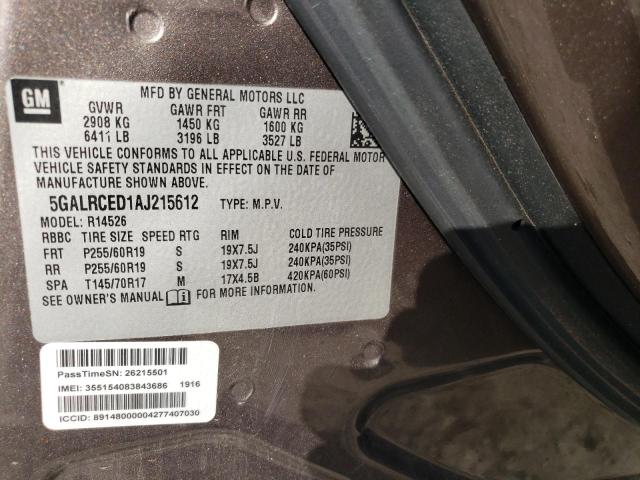 GM
MFD BY GENERAL MOTORS LLC
GVWR GAWR FRT GAWR RR
2908 KG 1450 KG 1600 KG
6411 LB 3196 LB 3527 LB
THIS VEHICLE CONFORMS TO ALL APPLICABLE U.S. FEDERAL MOTOR
VEHICLE SAFETY STANDARDS IN EFFECT ON THE DATE OF
MANUFACTURE SHOWN ABOVE.
5GALRCED1AJ215612 TYPE: M.P.V.
MODEL: R14526
RBBC TIRE SIZE SPEED RTG RIM COLD TIRE PRESSURE
FRT P255/60R19 S 19X7.5J 240KPA(35PSI)
RR P255/60R19 S 19X7.5J 240KPA(35PSI)
SPA T145/70R17 M 17X4.5B 420KPA(60PSI)
SEE OWNER'S MANUAL FOR MORE INFORMATION.
PassTimeSN: 26215501
IMEI: 355154083843686 1916
ICCID: 89148000004277407030